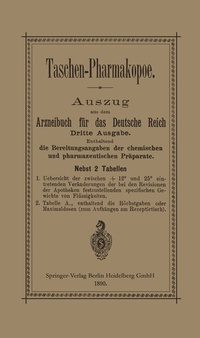 Taschen-Pharmakopoe.
Auszug
aus dem
Arzneibuch für das Deutsche Reich
Dritte Ausgabe.
Enthaltend
die Bereitungsangaben der chemischen
und pharmazeutischen Präparate.
Nebst 2 Tabellen
1. Uebersicht der zwischen + 12° und 25° ein-
tretenden Veränderungen der bei den Revisionen
der Apotheken festzustellenden specifischen Ge-
wichte von Flüssigkeiten.
2. Tabelle A., enthaltend die Höchstgaben oder
Maximaldosen (zum Aufhängen am Receptirtisch).
Springer-Verlag Berlin Heidelberg GmbH
1890.